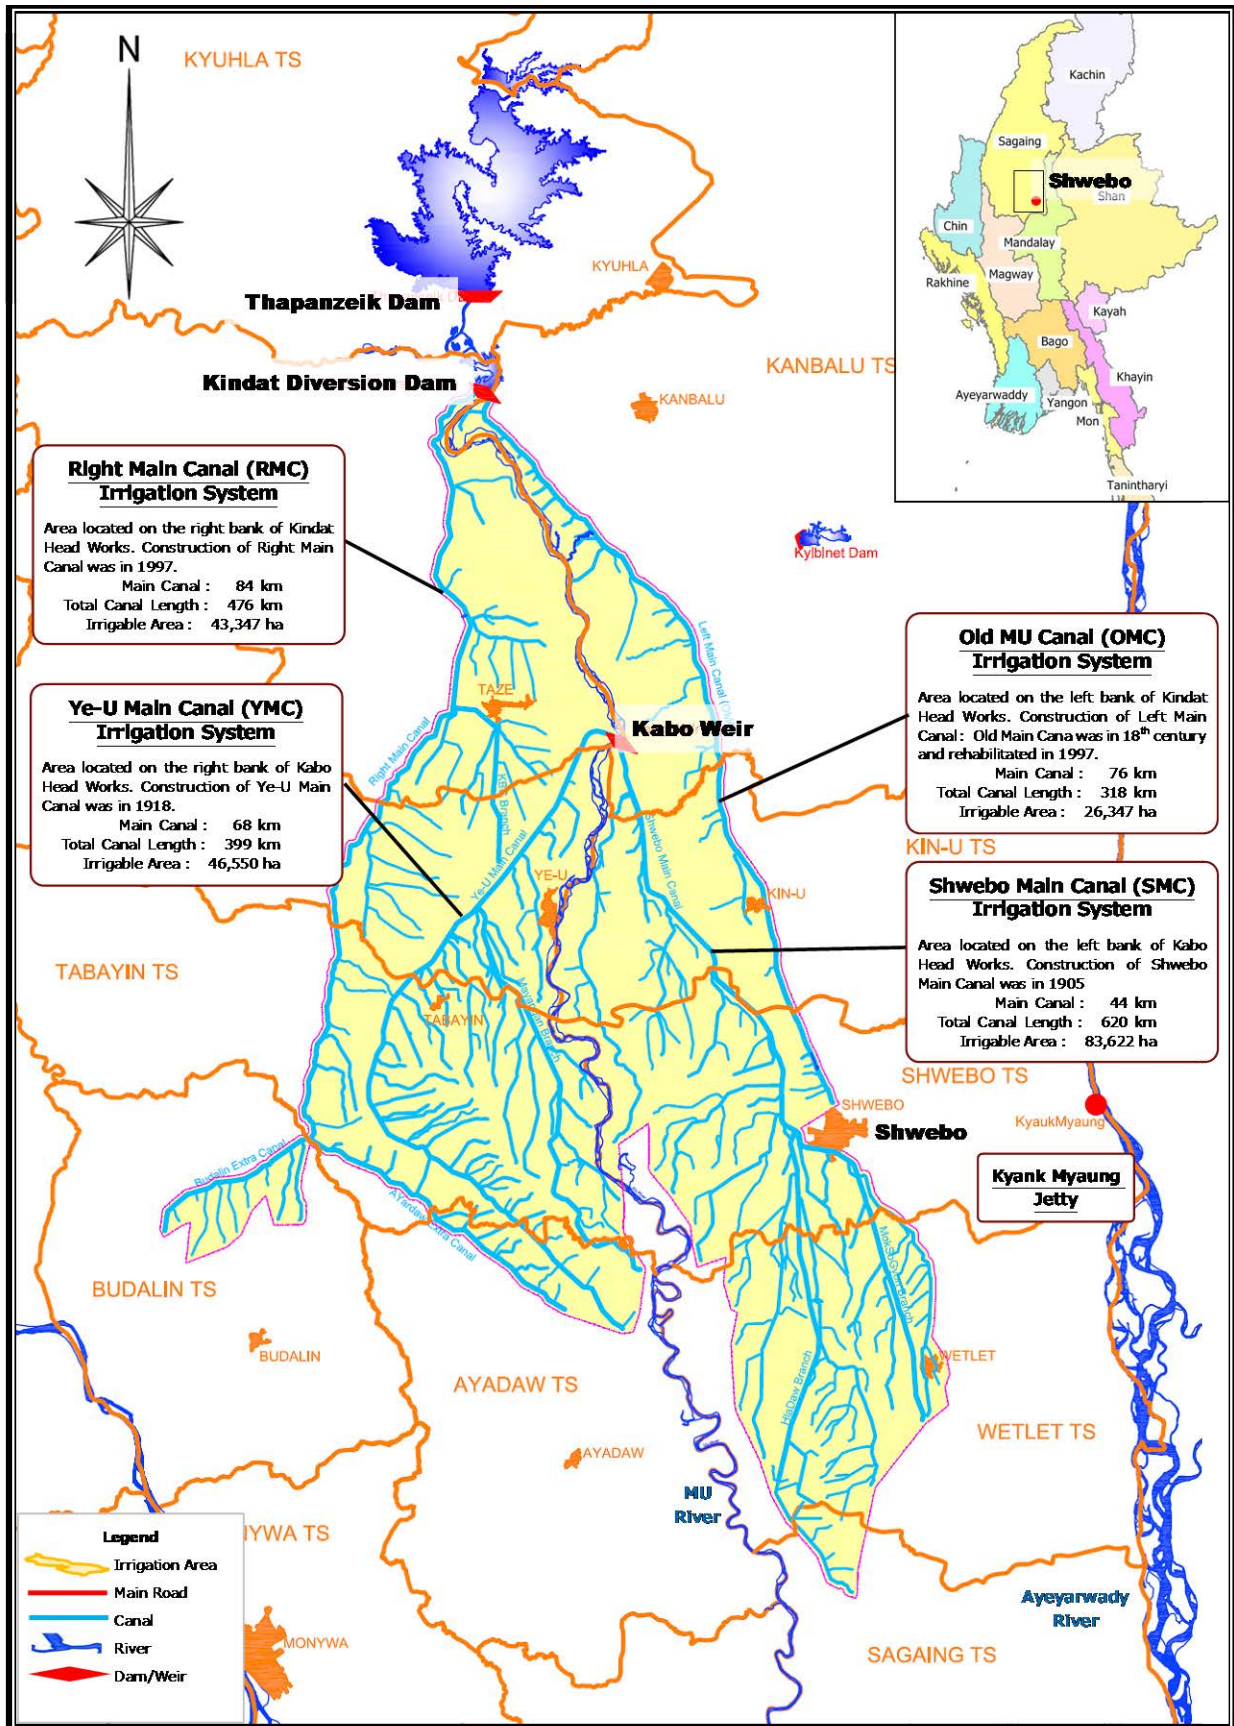 N
KYUHLA TS
Kachin
Sagaing
Shwebo
Shan
Chin
Mandalay
Magway
Rakhine
Kayah
Bago
Khayin
Ayeyarwaddy
Yangon
Mon
Tanintharyi
KYUHLA
Thapanzeik Dam
KANBALU TS
Kindat Diversion Dam
KANBALU
Right Main Canal (RMC)
Irrigation System
Area located on the right bank of Kindat
Head Works. Construction of Right Main
Canal was in 1997.
Main Canal : 84 km
Total Canal Length : 476 km
Irrigable Area : 43,347 ha
Kylbinet Dam
Left Main Canal
Old MU Canal (OMC)
Irrigation System
Area located on the left bank of Kindat
Head Works. Construction of Left Main
Canal : Old Main Cana was in 18th century
and rehabilitated in 1997.
Main Canal : 76 km
Total Canal Length : 318 km
Irrigable Area : 26,347 ha
Ye-U Main Canal (YMC)
Irrigation System
Area located on the right bank of Kabo
Head Works. Construction of Ye-U Main
Canal was in 1918.
Main Canal : 68 km
Total Canal Length : 399 km
Irrigable Area : 46,550 ha
TAZE
Kabo Weir
Right Main Canal
Branch
Shwebo Main Canal
Ye-U Main Canal
YE-U
KIN-U
KIN-U TS
Shwebo Main Canal (SMC)
Irrigation System
Area located on the left bank of Kabo
Head Works. Construction of Shwebo
Main Canal was in 1905
Main Canal : 44 km
Total Canal Length : 620 km
Irrigable Area : 83,622 ha
TABAYIN TS
TABAYIN
Branch
SHWEBO TS
SHWEBO
Shwebo
KyaukMyaung
Kyank Myaung
Jetty
Budalin Extra Canal
AYardaw Extra Canal
Branch
BUDALIN TS
BUDALIN
WETLET
HlaDaw Branch
AYADAW TS
AYADAW
WETLET TS
MU
River
Ayeyarwady
River
SAGAING TS
NYWA TS
MONYWA
Legend
Irrigation Area
Main Road
Canal
River
Dam/Weir